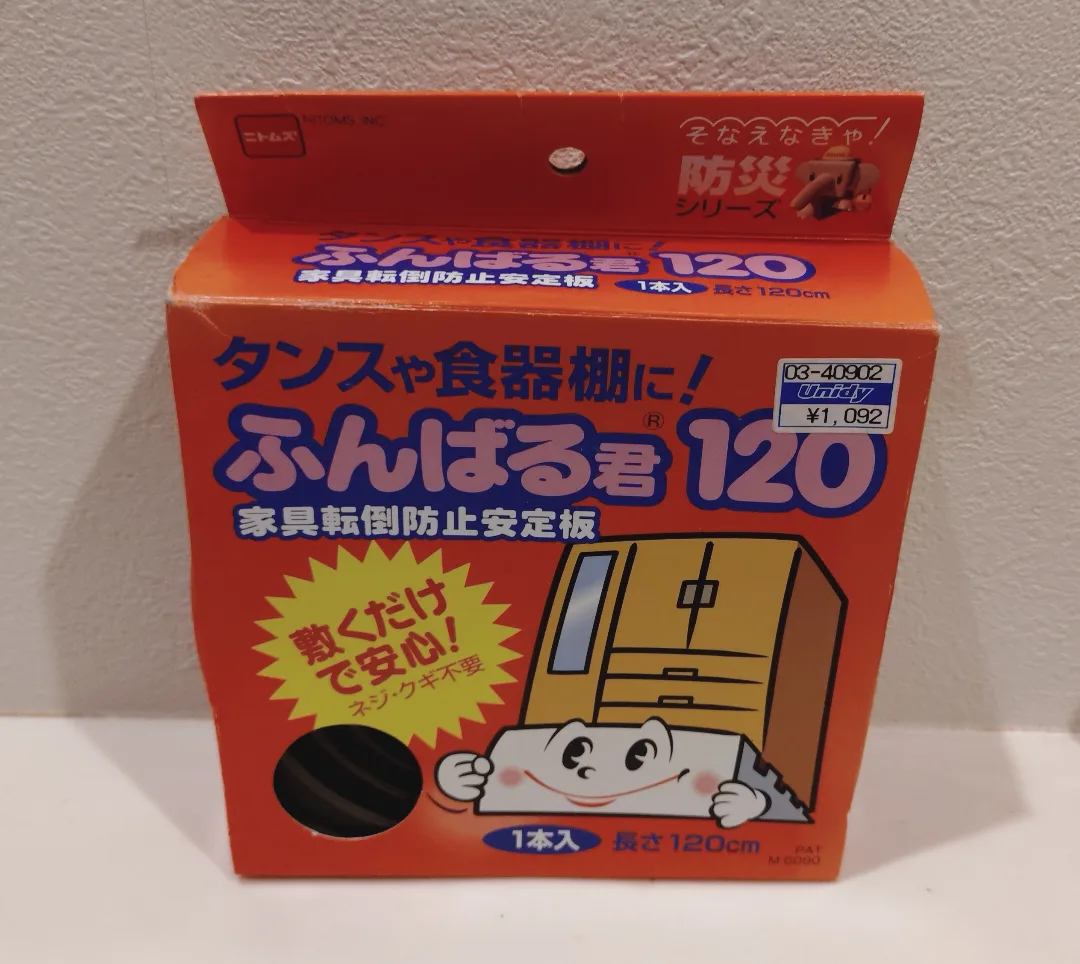 ニトムズ
NITOMS INC.
そなえなきゃ!
防災
シリーズ
タンスや食器棚に!
ふんばる君 120
家具転倒防止安定板
1本入 長さ120cm
タンスや食器棚に!
03-40902
Unidy
¥1,092
ふんばる君® 120
家具転倒防止安定板
敷くだけ
で安心!
ネジ・クギ不要
1本入 長さ120cm
PAT
M-6090